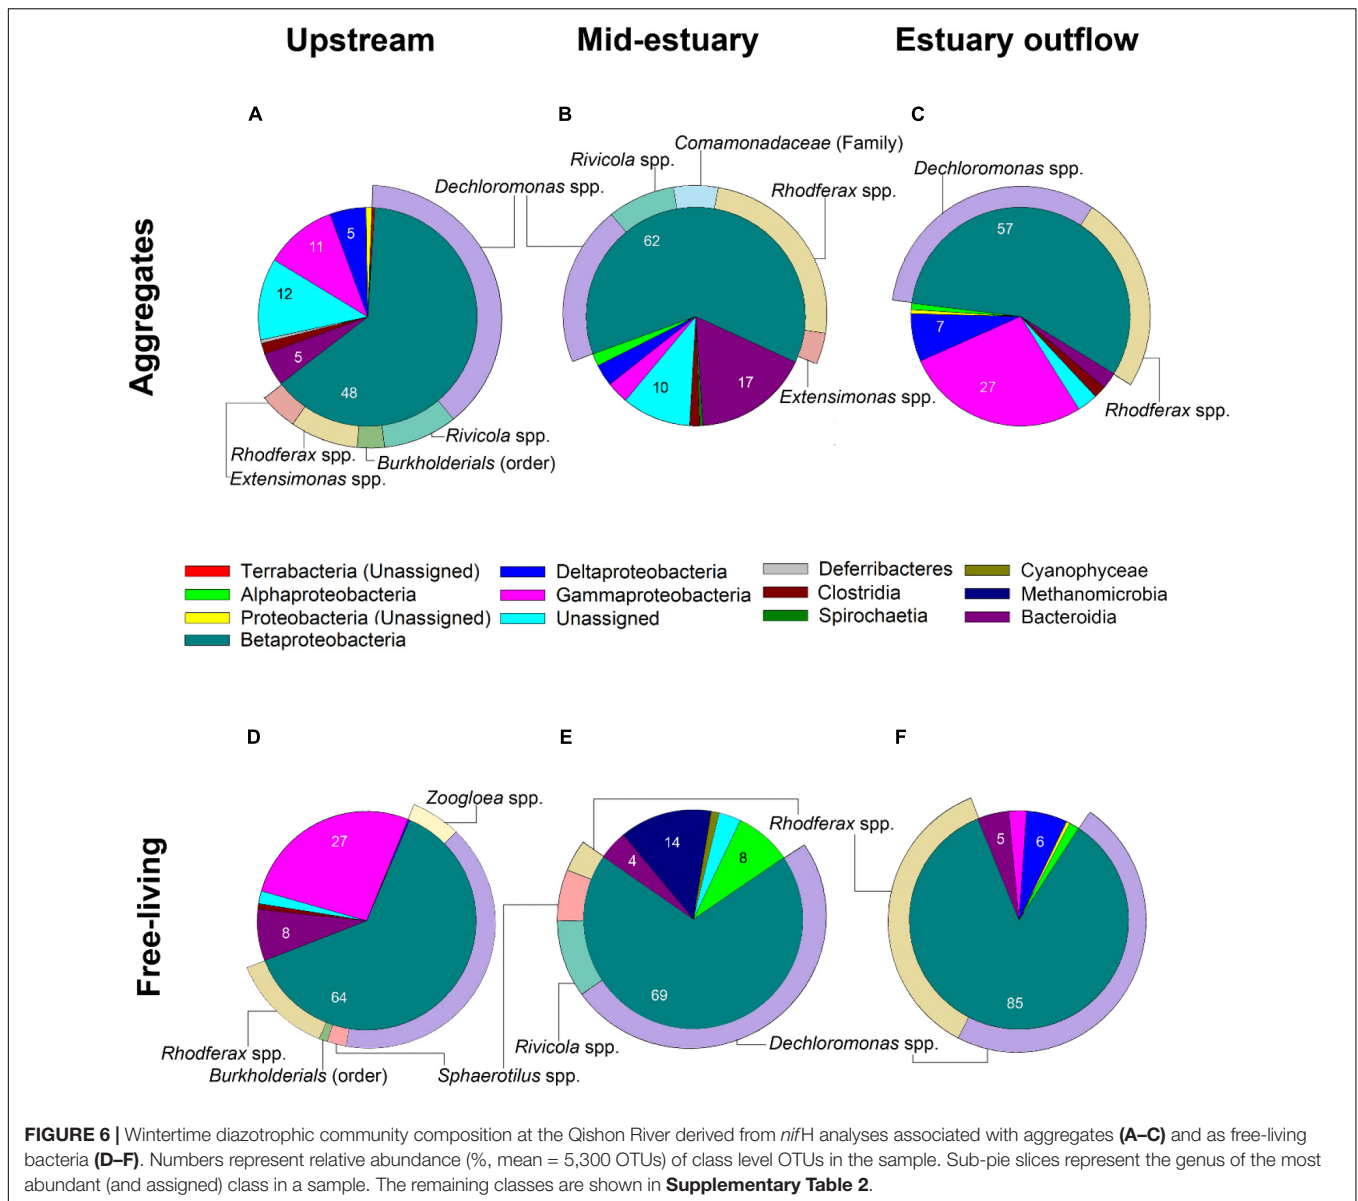 Upstream
Mid-estuary
Estuary outflow
Aggregates
A
B
C
Dechloromonas spp.
Rivicola spp.
Comamonadaceae (Family)
Rhodferax spp.
Dechloromonas spp.
5
11
12
5
48
62
10
17
57
7
27
Rhodferax spp.
Extensimonas spp.
Burkholderials (order)
Rivicola spp.
Extensimonas spp.
Rhodferax spp.
Terrabacteria (Unassigned)
Alphaproteobacteria
Proteobacteria (Unassigned)
Betaproteobacteria
Deltaproteobacteria
Gammaproteobacteria
Unassigned
Deferribacteres
Clostridia
Spirochaetia
Cyanophyceae
Methanomicrobia
Bacteroidia
Free-living
D
E
F
Zoogloea spp.
Rhodferax spp.
27
8
64
4
14
8
69
5
6
85
Rhodferax spp.
Burkholderials (order)
Sphaerotilus spp.
Rivicola spp.
Dechloromonas spp.
FIGURE 6 | Wintertime diazotrophic community composition at the Qishon River derived from nifH analyses associated with aggregates (A–C) and as free-living
bacteria (D–F). Numbers represent relative abundance (%, mean = 5,300 OTUs) of class level OTUs in the sample. Sub-pie slices represent the genus of the most
abundant (and assigned) class in a sample. The remaining classes are shown in Supplementary Table 2.